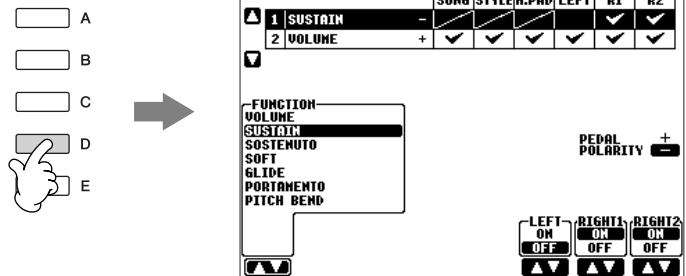 SONG STYLE M.PAD LEFT R1 R2
1 SUSTAIN -
2 VOLUME +
A
B
C
D
E
FUNCTION
VOLUME
SUSTAIN
SOSTENUTO
SOFT
GLIDE
PORTAMENTO
PITCH BEND
PEDAL POLARITY + -
LEFT RIGHT1 RIGHT2
ON ON ON
OFF OFF OFF